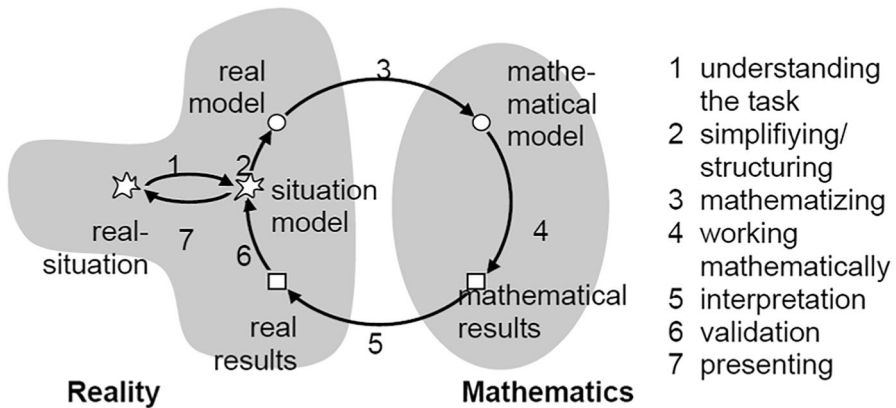 real
model
3
mathe-
matical
model
1
2
situation
model
real-
situation
7
6
4
real
results
5
mathematical
results
Reality
Mathematics
1 understanding
the task
2 simplifiying/
structuring
3 mathematizing
4 working
mathematically
5 interpretation
6 validation
7 presenting